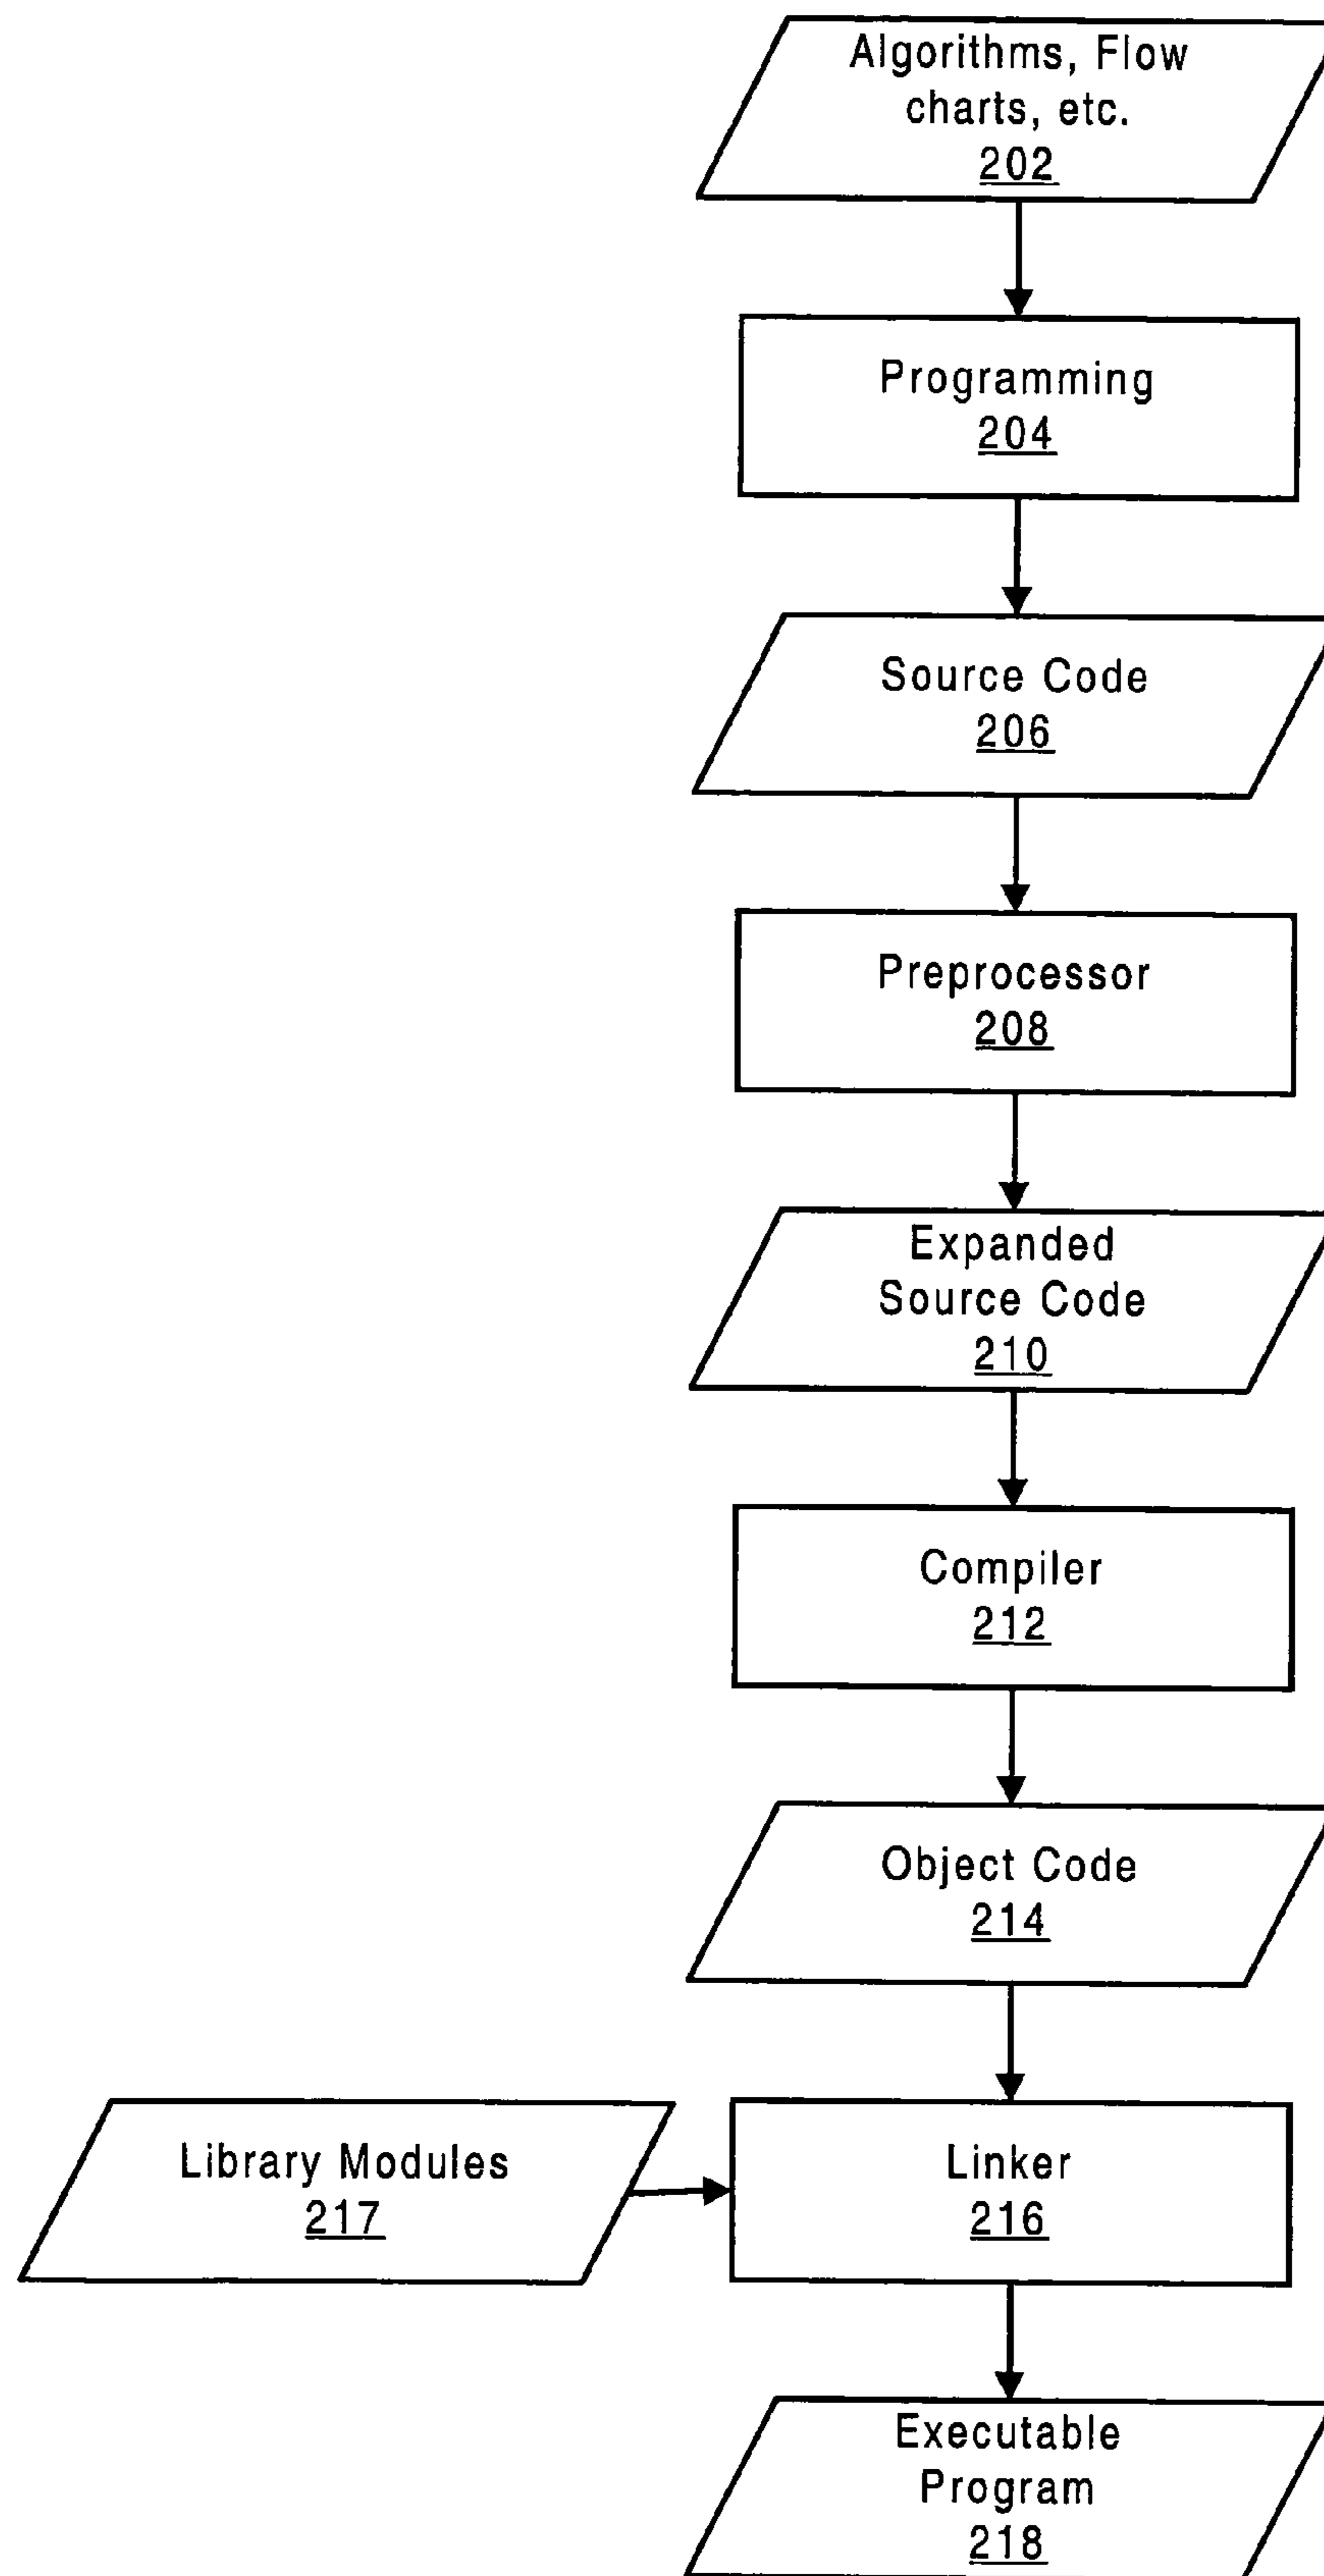 Algorithms, Flow
charts, etc.
202
Programming
204
Source Code
206
Preprocessor
208
Expanded
Source Code
210
Compiler
212
Object Code
214
Library Modules
217
Linker
216
Executable
Program
218